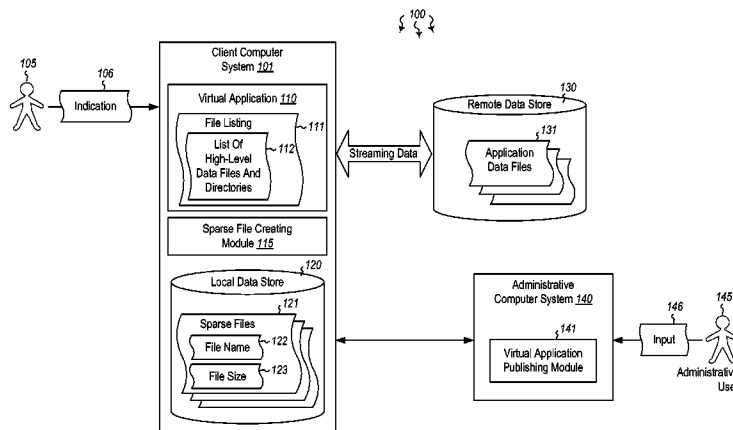 100
105
106
Indication
Client Computer
System 101
Virtual Application 110
File Listing
111
List Of
High-Level
Data Files And
Directories
112
Sparse File Creating
Module 115
Local Data Store
120
121
Sparse Files
File Name
122
File Size
123
Streaming Data
130
Remote Data Store
131
Application
Data Files
Administrative
Computer System 140
141
Virtual Application
Publishing Module
146
Input
145
Administrative
Use